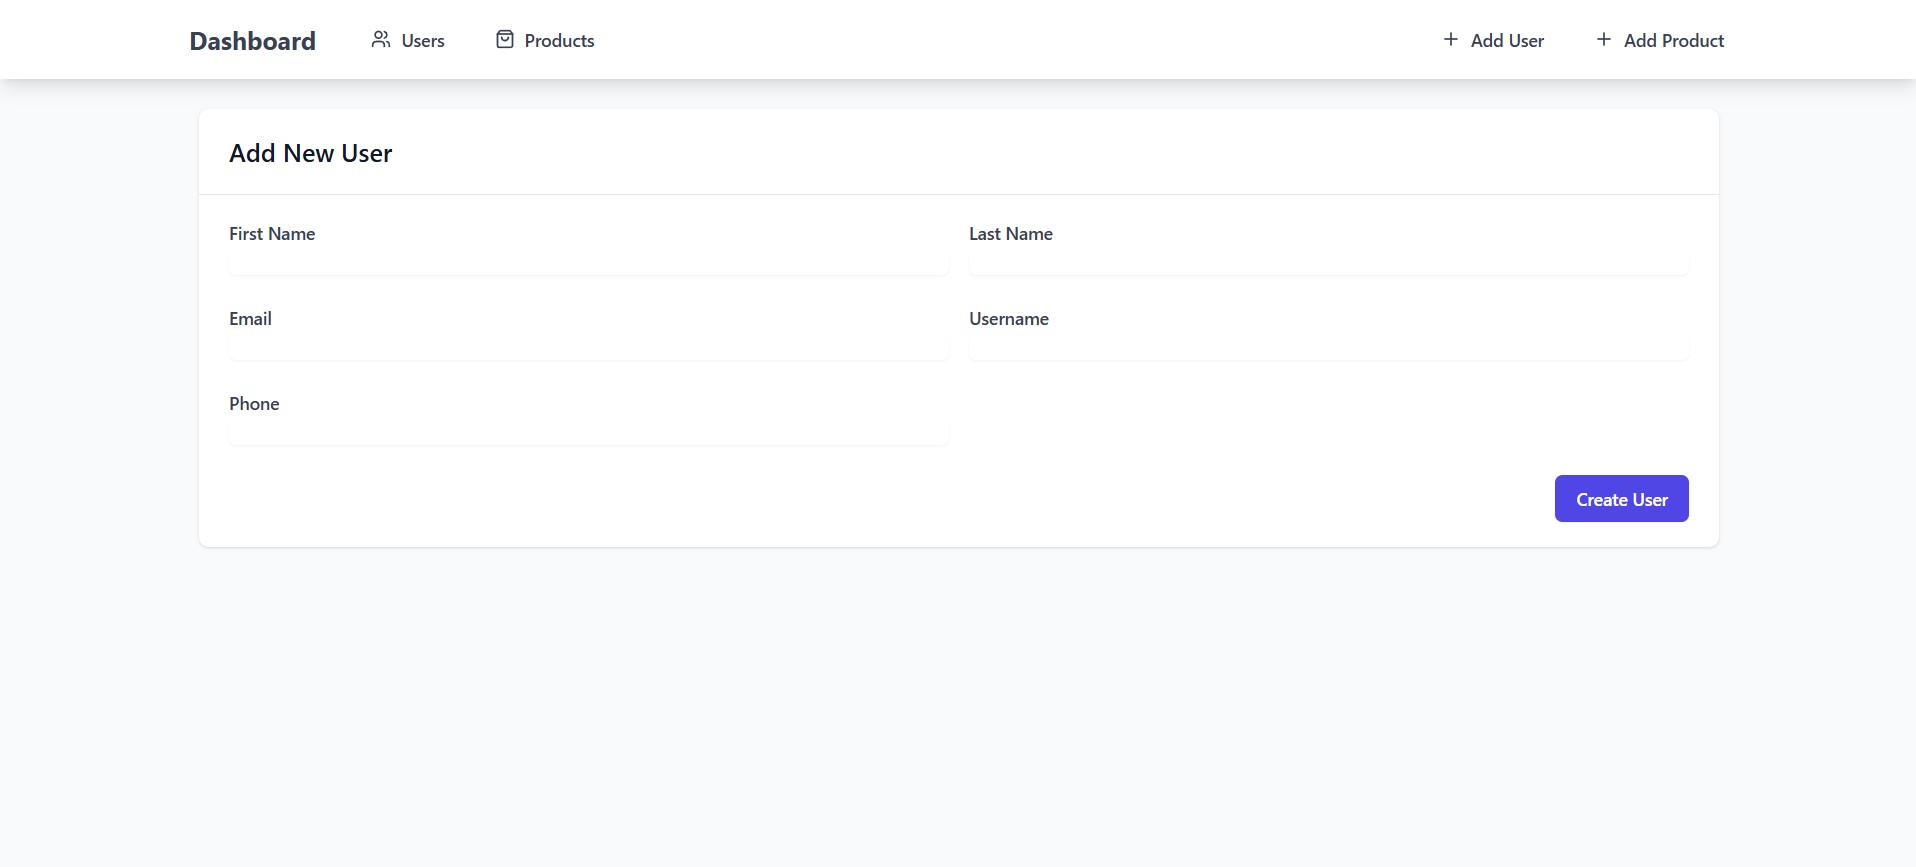 Dashboard Users Products Add User Add Product
Add New User
First Name Last Name
Email Username
Phone
Create User